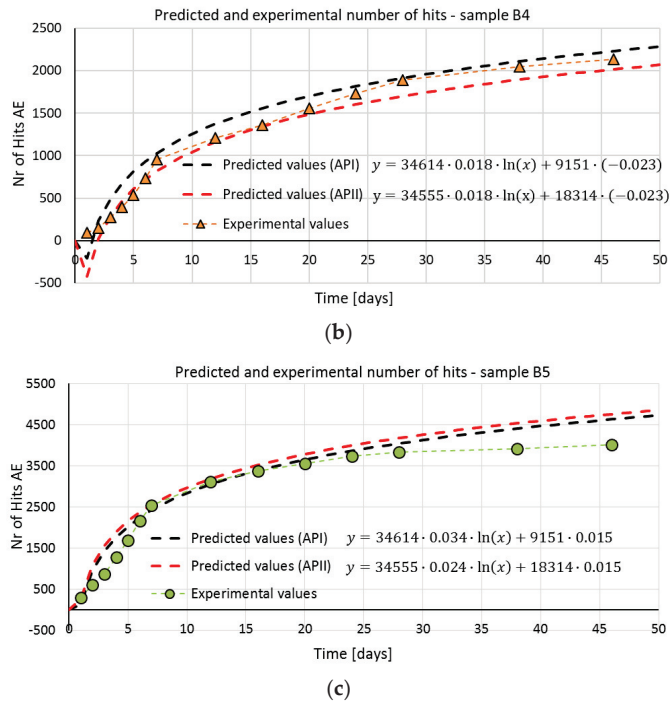 Predicted and experimental number of hits - sample B4
2500
2000
1500
1000
500
0
-500
Nr of Hits AE
Predicted values (API) y = 34614 · 0.018 · ln(x) + 9151 · (−0.023)
Predicted values (APII) y = 34555 · 0.018 · ln(x) + 18314 · (−0.023)
Experimental values
0 5 10 15 20 25 30 35 40 45 50
Time [days]
(b)
Predicted and experimental number of hits - sample B5
5500
4500
3500
2500
1500
500
-500
Nr of Hits AE
Predicted values (API) y = 34614 · 0.034 · ln(x) + 9151 · 0.015
Predicted values (APII) y = 34555 · 0.024 · ln(x) + 18314 · 0.015
Experimental values
0 5 10 15 20 25 30 35 40 45 50
Time [days]
(c)